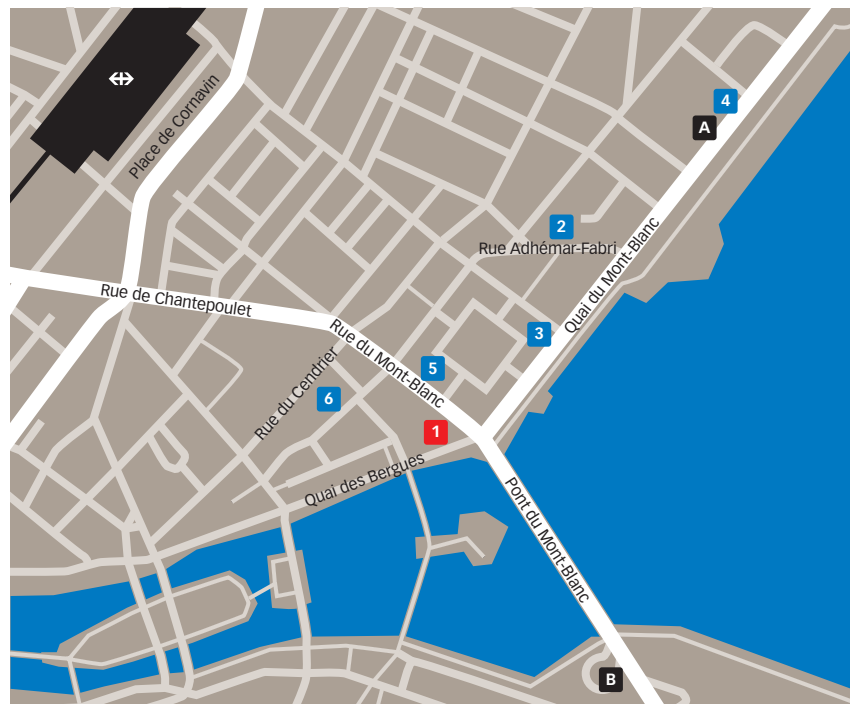 4
A
Place de Cornavin
2
Rue Adhémar-Fabri
Quai du Mont-Blanc
Rue de Chantepoulet
3
Rue du Mont-Blanc
5
Rue du Cendrier
6
1
Quai des Bergues
Pont du Mont-Blanc
B